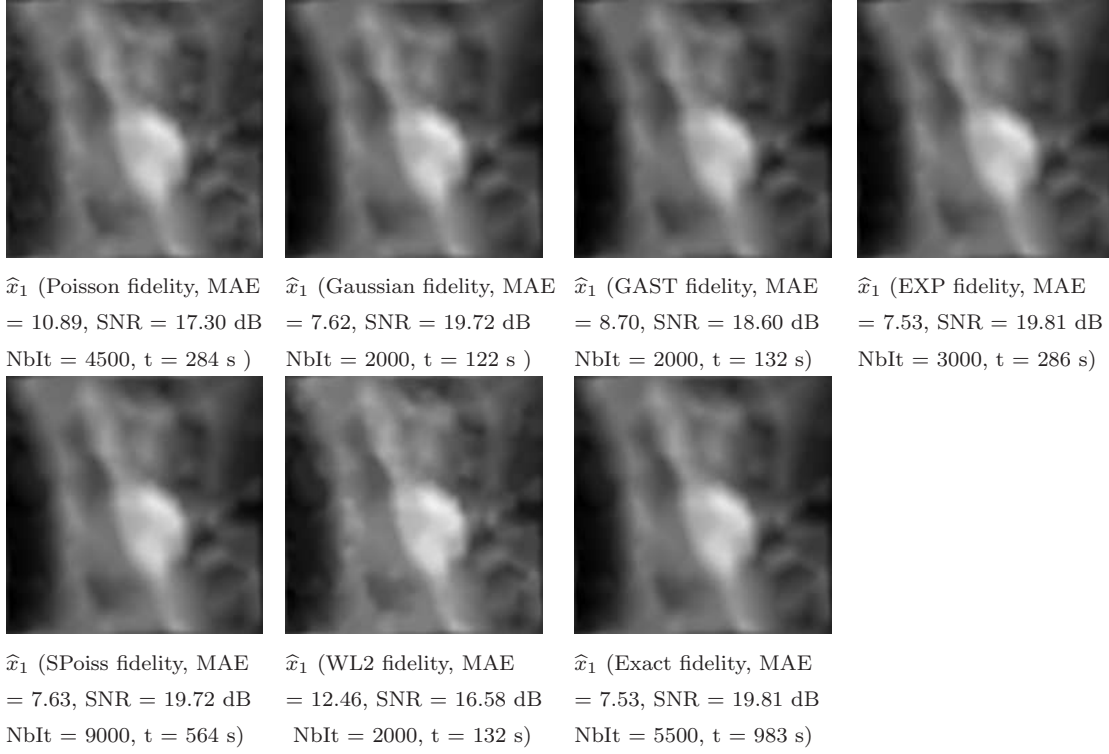 x̂₁ (Poisson fidelity, MAE
= 10.89, SNR = 17.30 dB
NbIt = 4500, t = 284 s )
x̂₁ (Gaussian fidelity, MAE
= 7.62, SNR = 19.72 dB
NbIt = 2000, t = 122 s )
x̂₁ (GAST fidelity, MAE
= 8.70, SNR = 18.60 dB
NbIt = 2000, t = 132 s)
x̂₁ (EXP fidelity, MAE
= 7.53, SNR = 19.81 dB
NbIt = 3000, t = 286 s)
x̂₁ (SPoiss fidelity, MAE
= 7.63, SNR = 19.72 dB
NbIt = 9000, t = 564 s)
x̂₁ (WL2 fidelity, MAE
= 12.46, SNR = 16.58 dB
NbIt = 2000, t = 132 s)
x̂₁ (Exact fidelity, MAE
= 7.53, SNR = 19.81 dB
NbIt = 5500, t = 983 s)